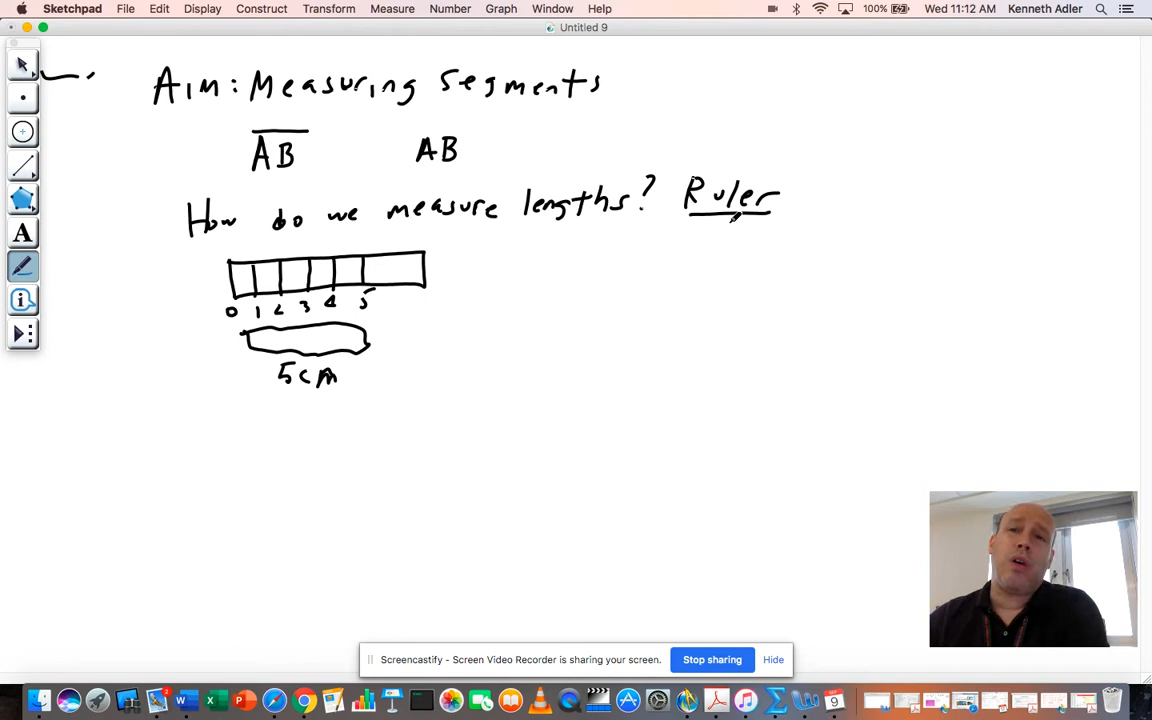 Sketchpad File Edit Display Construct Transform Measure Number Graph Window Help 100% Wed 11:12 AM Kenneth Adler
Untitled 9
Aim: Measuring Segments
AB AB
How do we measure lengths? Ruler
0 1 2 3 4 5
5cm
A
Screencastify - Screen Video Recorder is sharing your screen. Stop sharing Hide